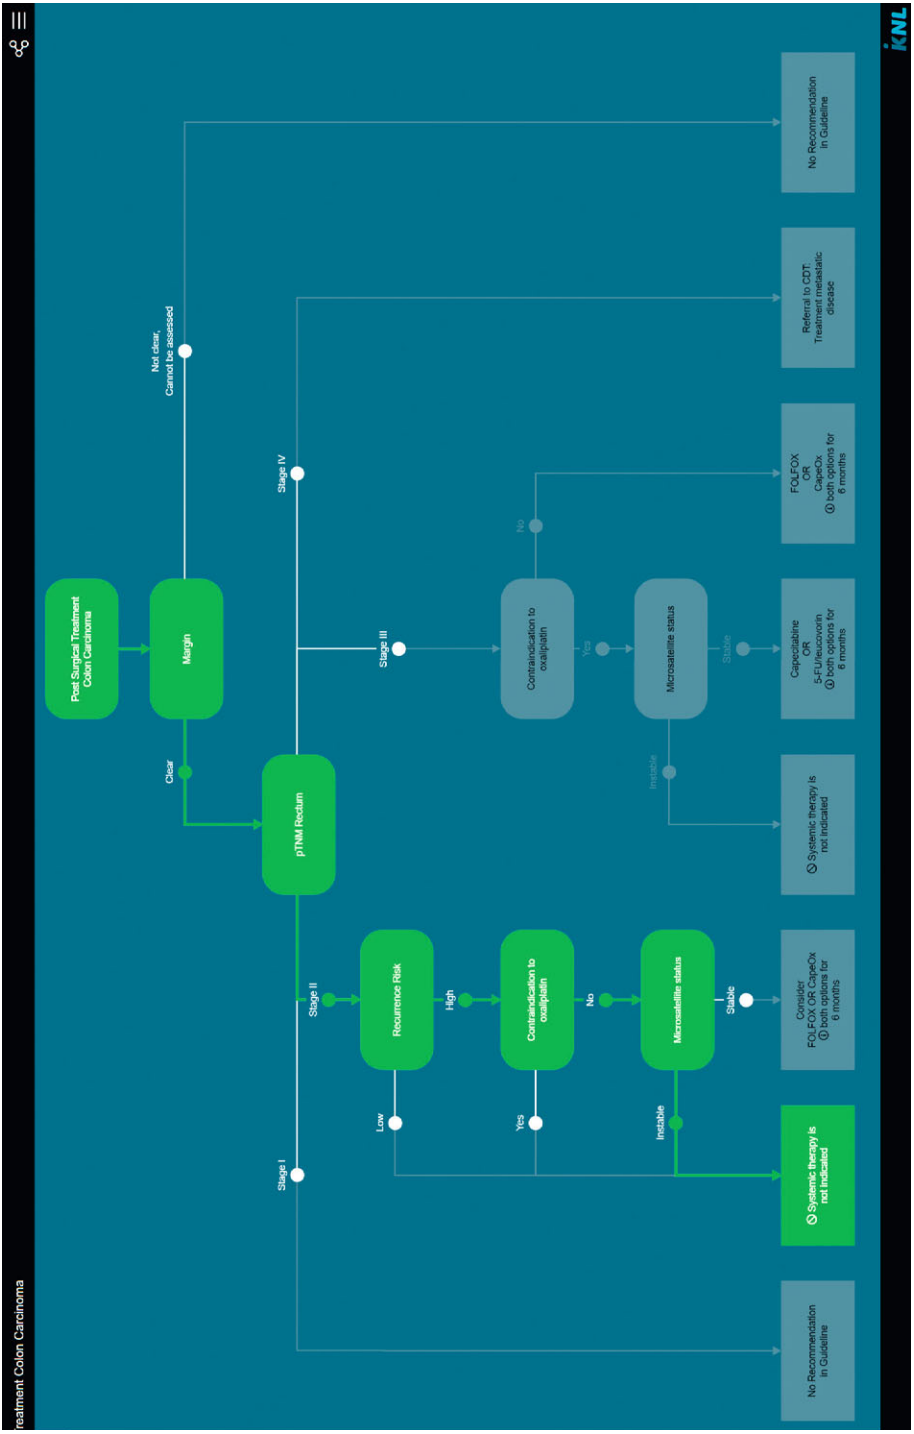 Treatment Colon Carcinoma
iKNL
Post Surgical Treatment
Colon Carcinoma
Margin
Clear
Not clear,
Cannot be assessed
pTNM Rectum
Stage I
Stage II
Stage III
Stage IV
Recurrence Risk
Low
High
Contraindication to
oxaliplatin
Yes
No
Microsatellite status
Instable
Stable
Contraindication to
oxaliplatin
No
Yes
Microsatellite status
Instable
Stable
No Recommendation
in Guideline
Systemic therapy is
not indicated
Consider
FOLFOX OR CapeOx
both options for
6 months
Systemic therapy is
not indicated
Capecitabine
OR
5-FU/leucovorin
both options for
6 months
FOLFOX
OR
CapeOx
both options for
6 months
Referral to CDT:
Treatment metastatic
disease
No Recommendation
in Guideline